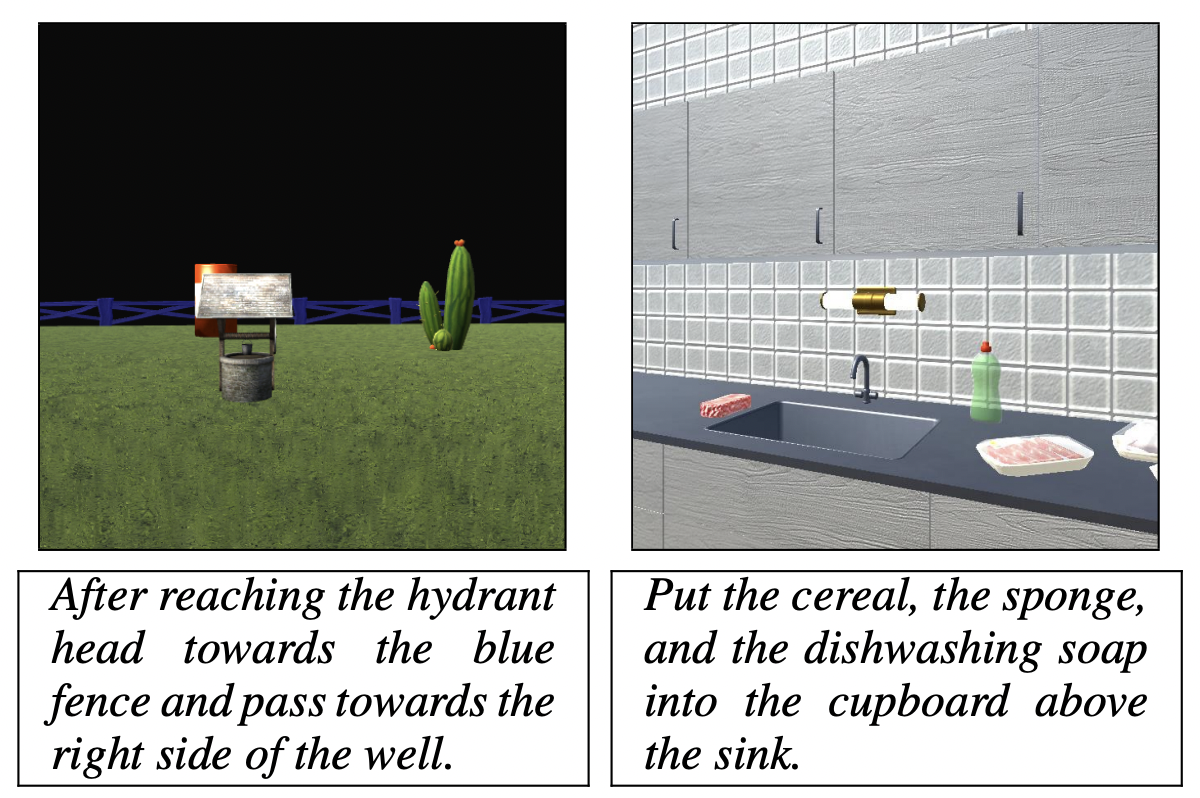 After reaching the hydrant
head towards the blue
fence and pass towards the
right side of the well.
Put the cereal, the sponge,
and the dishwashing soap
into the cupboard above
the sink.